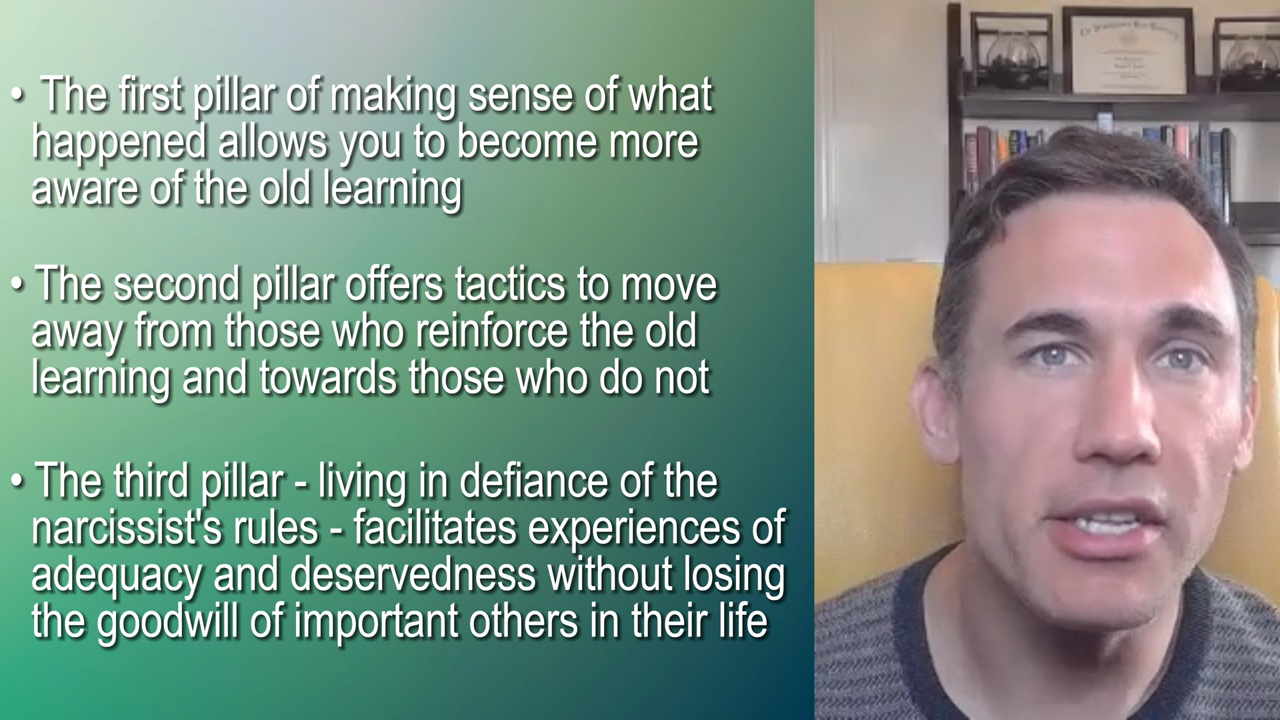 • The first pillar of making sense of what
happened allows you to become more
aware of the old learning
• The second pillar offers tactics to move
away from those who reinforce the old
learning and towards those who do not
• The third pillar - living in defiance of the
narcissist's rules - facilitates experiences of
adequacy and deservedness without losing
the goodwill of important others in their life